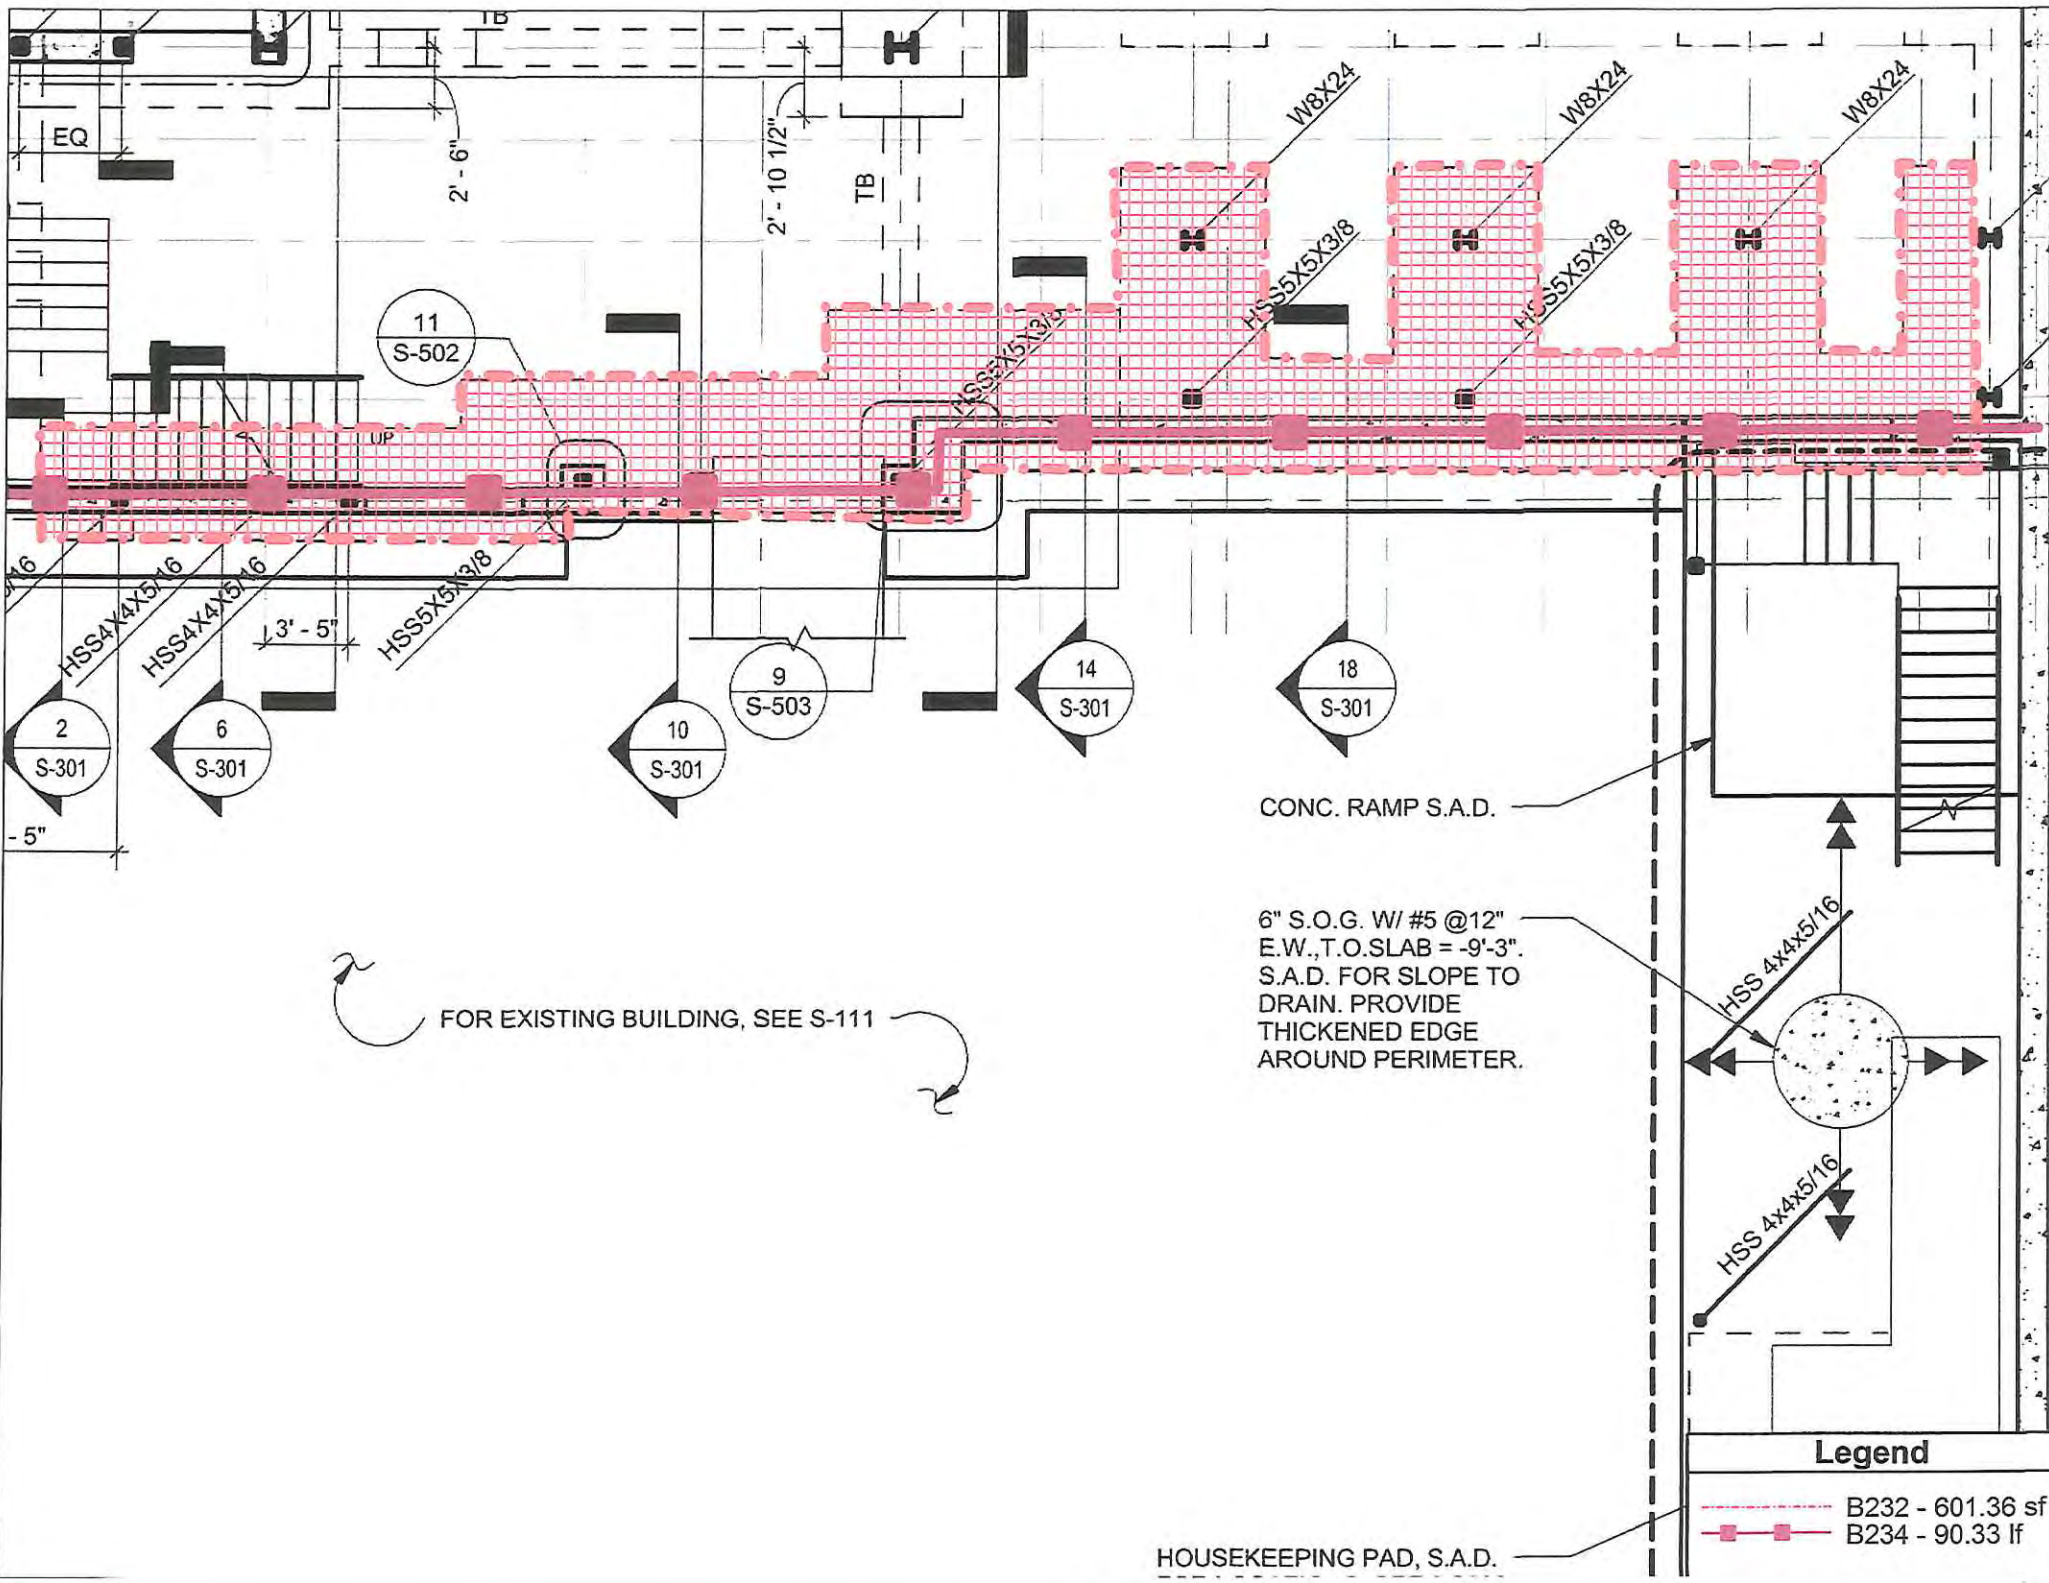 TB
EQ
2' - 6"
2' - 10 1/2"
TB
W8X24
W8X24
W8X24
HSS5X5X3/8
HSS5X5X3/8
11
S-502
UP
HSS4X4X5/16
HSS4X4X5/16
HSS5X5X3/8
3' - 5"
9
S-503
14
S-301
18
S-301
2
S-301
6
S-301
10
S-301
- 5"
CONC. RAMP S.A.D.
6" S.O.G. W/ #5 @12"
E.W.,T.O.SLAB = -9'-3".
S.A.D. FOR SLOPE TO
DRAIN. PROVIDE
THICKENED EDGE
AROUND PERIMETER.
HSS 4x4x5/16
FOR EXISTING BUILDING, SEE S-111
HSS 4x4x5/16
Legend
B232 - 601.36 sf
B234 - 90.33 lf
HOUSEKEEPING PAD, S.A.D.